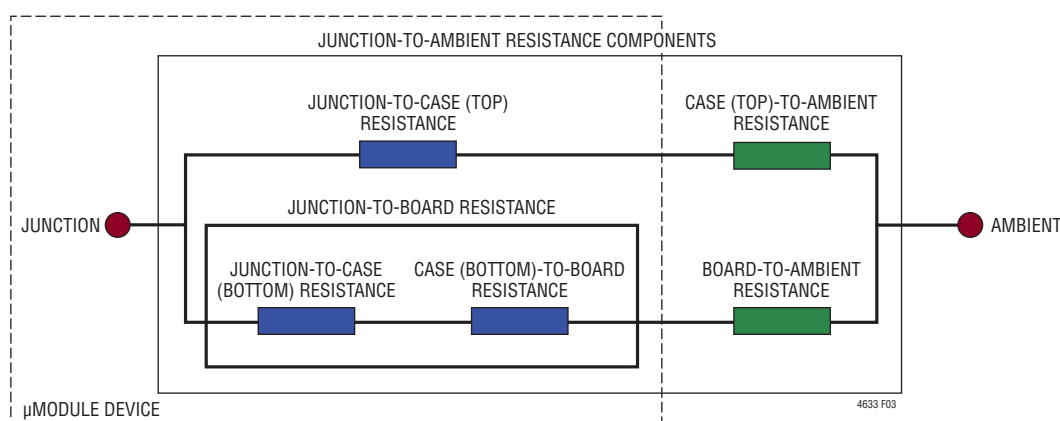 JUNCTION-TO-AMBIENT RESISTANCE COMPONENTS
JUNCTION-TO-CASE (TOP)
RESISTANCE
CASE (TOP)-TO-AMBIENT
RESISTANCE
JUNCTION-TO-BOARD RESISTANCE
JUNCTION
AMBIENT
JUNCTION-TO-CASE
(BOTTOM) RESISTANCE
CASE (BOTTOM)-TO-BOARD
RESISTANCE
BOARD-TO-AMBIENT
RESISTANCE
4633 F03
µMODULE DEVICE